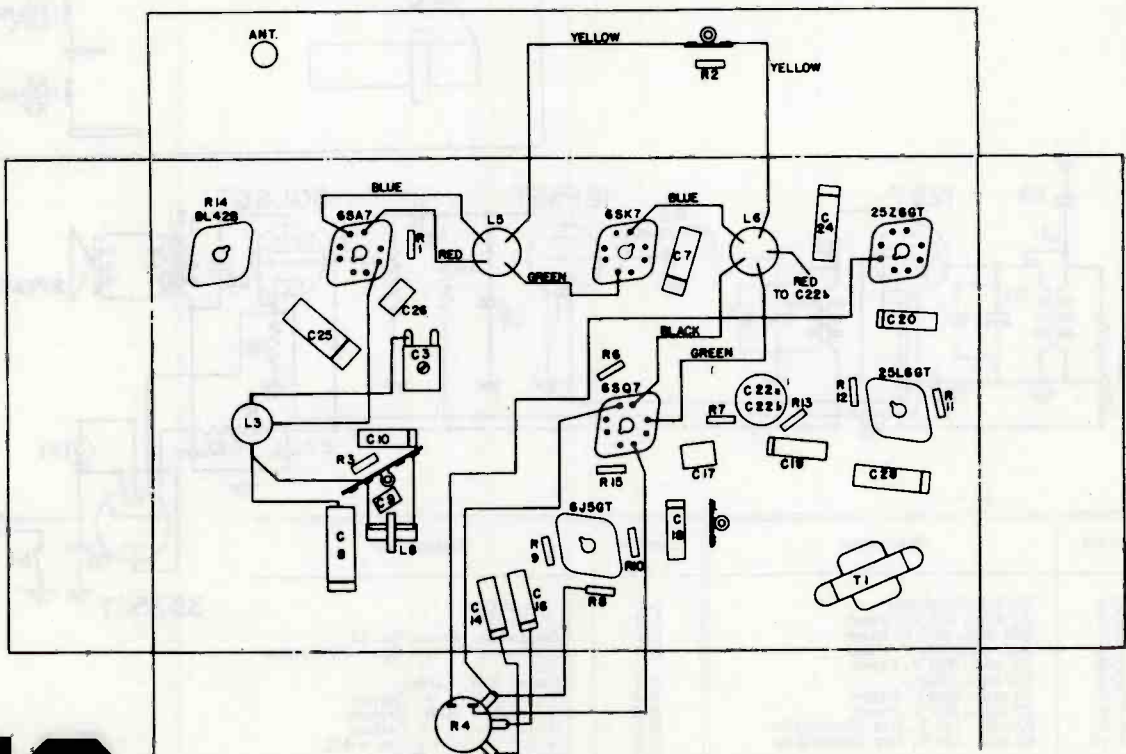 ANT.
YELLOW
R2
YELLOW
R14
BL42B
BLUE
6SA7
R
1
RED
L5
GREEN
6SK7
BLUE
C7
L6
C
24
25Z6GT
RED
TO C22b
C25
C26
C3
BLACK
GREEN
C20
R6
6SQ7
R7
C22a
C22b
R13
R
12
25L6GT
R
11
L3
C10
R3
C9
R15
C17
C28
C
8
L8
6J5GT
R
9
R10
C
18
T1
C
14
C
16
R8
R4